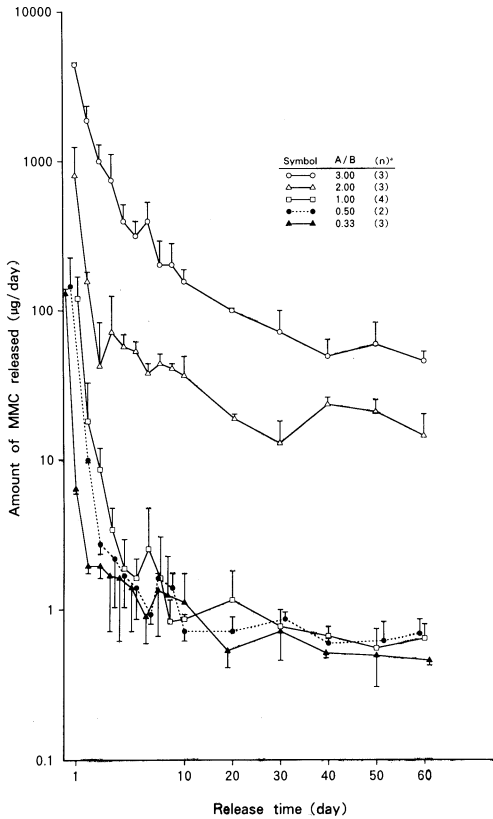 10000
1000
100
10
1
0.1
Amount of MMC released (μg/day)
Symbol A/B (n)*
3.00 (3)
2.00 (3)
1.00 (4)
0.50 (2)
0.33 (3)
1 10 20 30 40 50 60
Release time (day)